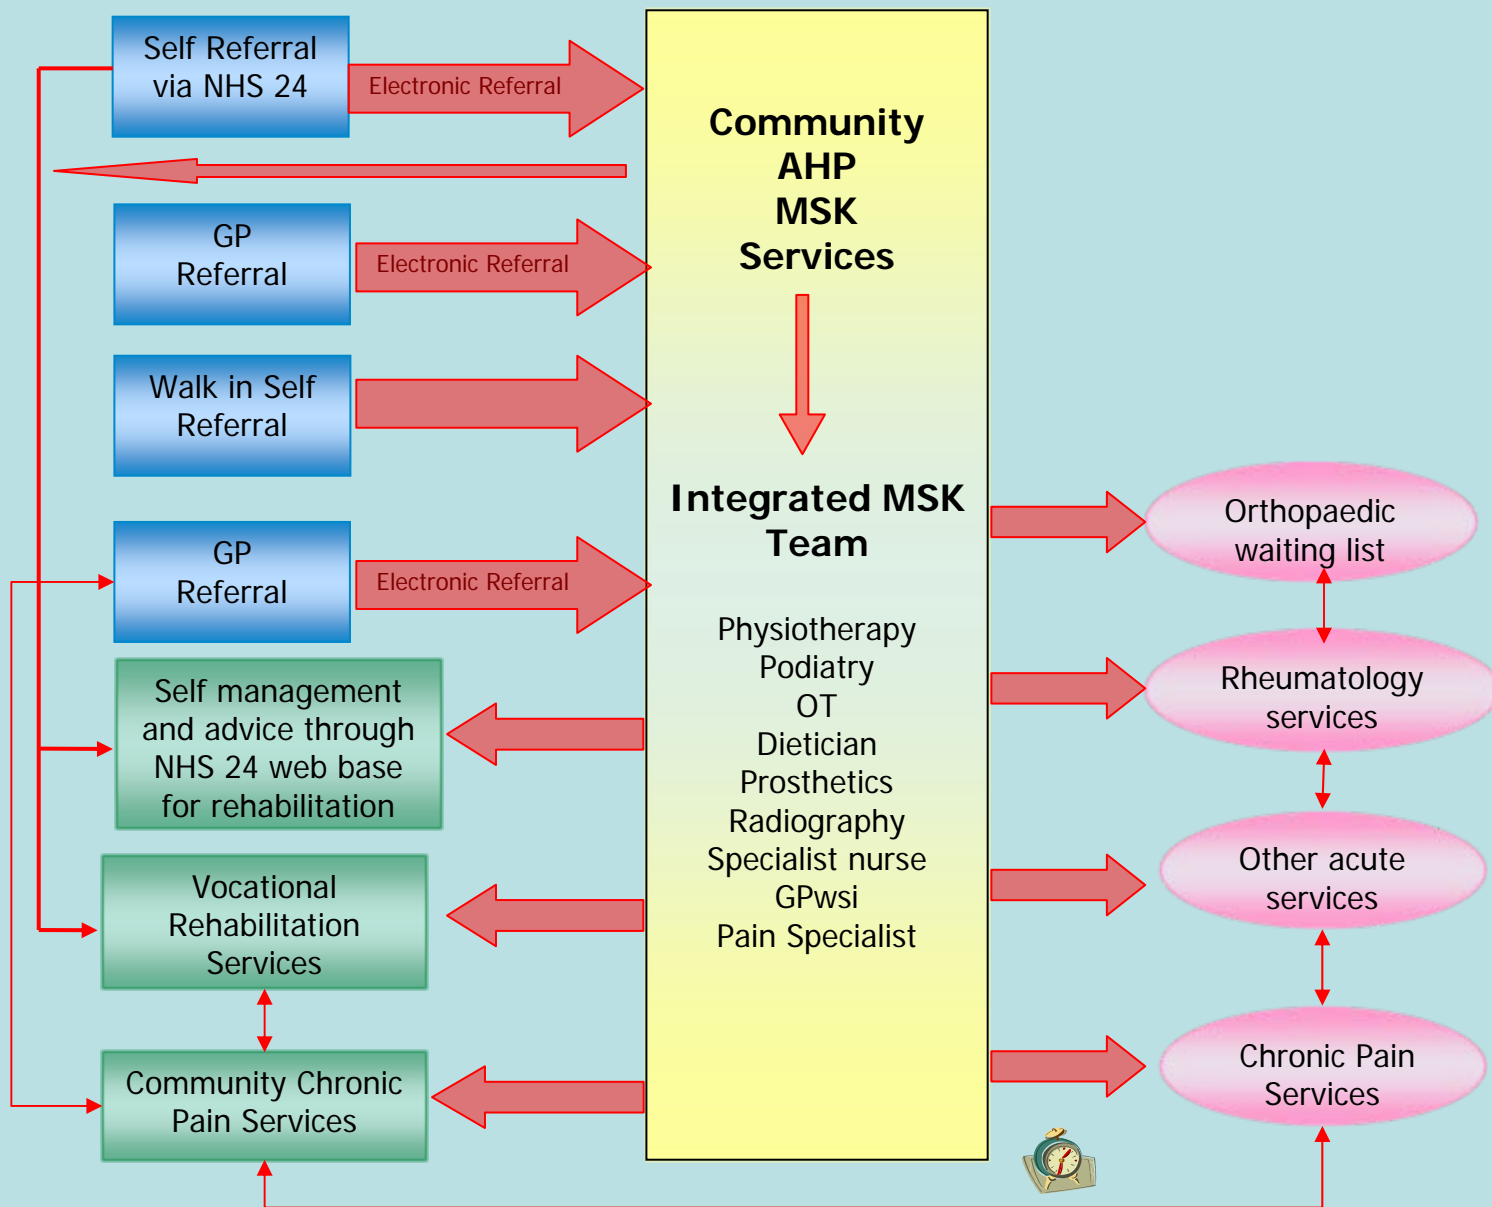 Self Referral
via NHS 24
Electronic Referral
GP
Referral
Electronic Referral
Walk in Self
Referral
GP
Referral
Electronic Referral
Self management
and advice through
NHS 24 web base
for rehabilitation
Vocational
Rehabilitation
Services
Community Chronic
Pain Services
Community
AHP
MSK
Services
Integrated MSK
Team
Physiotherapy
Podiatry
OT
Dietician
Prosthetics
Radiography
Specialist nurse
GPwsi
Pain Specialist
Orthopaedic
waiting list
Rheumatology
services
Other acute
services
Chronic Pain
Services